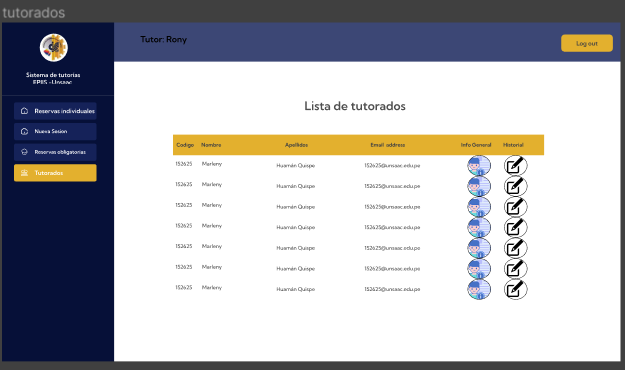 tutorados
Tutor: Rony
Log out
Sistema de tutorias
EPIIS -Unsaac
Reservas individuales
Nueva Sesion
Reservas obligatorias
Tutorados
Lista de tutorados
Codigo Nombre Apellidos Email address Info General Historial
152625 Marleny Huamán Quispe 152625@unsaac.edu.pe
152625 Marleny Huamán Quispe 152625@unsaac.edu.pe
152625 Marleny Huamán Quispe 152625@unsaac.edu.pe
152625 Marleny Huamán Quispe 152625@unsaac.edu.pe
152625 Marleny Huamán Quispe 152625@unsaac.edu.pe
152625 Marleny Huamán Quispe 152625@unsaac.edu.pe
152625 Marleny Huamán Quispe 152625@unsaac.edu.pe